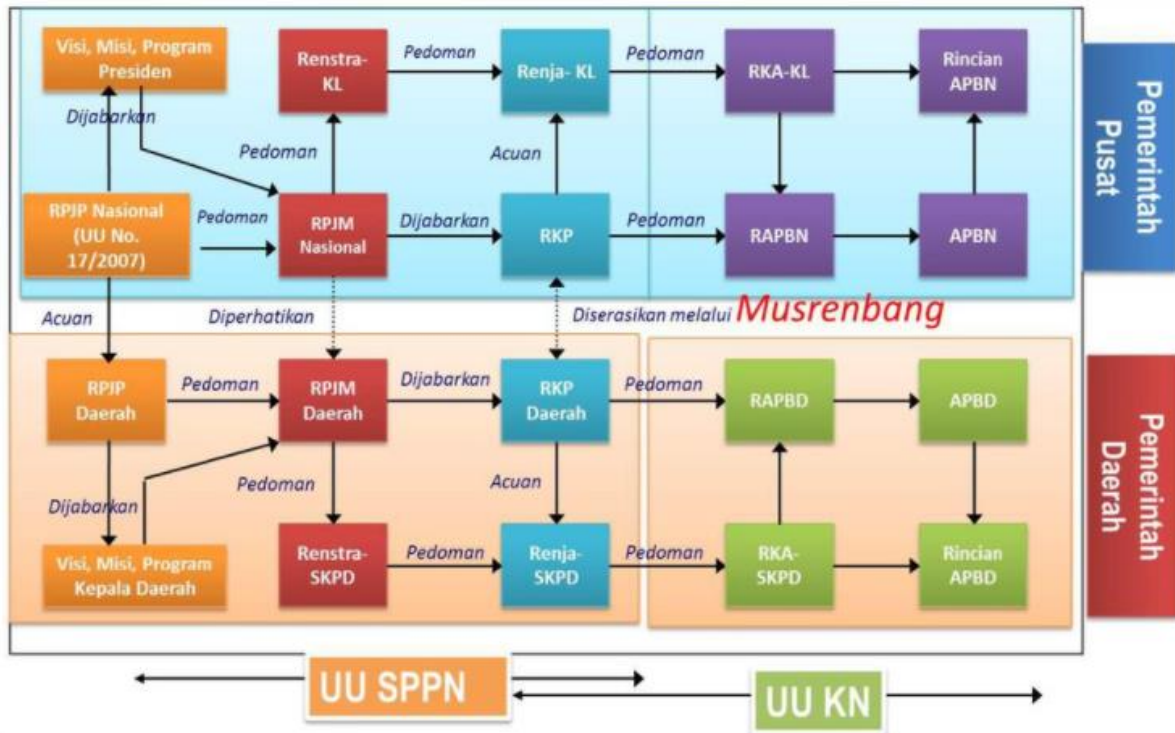 Visi, Misi, Program
Presiden
Renstra-
KL
Pedoman
Renja- KL
Pedoman
RKA-KL
Rincian
APBN
Dijabarkan
Pedoman
Acuan
RPJP Nasional
(UU No.
17/2007)
Pedoman
RPJM
Nasional
Dijabarkan
RKP
Pedoman
RAPBN
APBN
Pemerintah
Pusat
Acuan
Diperhatikan
Diserasikan melalui Musrenbang
RPJP
Daerah
Pedoman
RPJM
Daerah
Dijabarkan
RKP
Daerah
Pedoman
RAPBD
APBD
Dijabarkan
Pedoman
Acuan
Visi, Misi, Program
Kepala Daerah
Renstra-
SKPD
Pedoman
Renja-
SKPD
Pedoman
RKA-
SKPD
Rincian
APBD
Pemerintah
Daerah
UU SPPN
UU KN